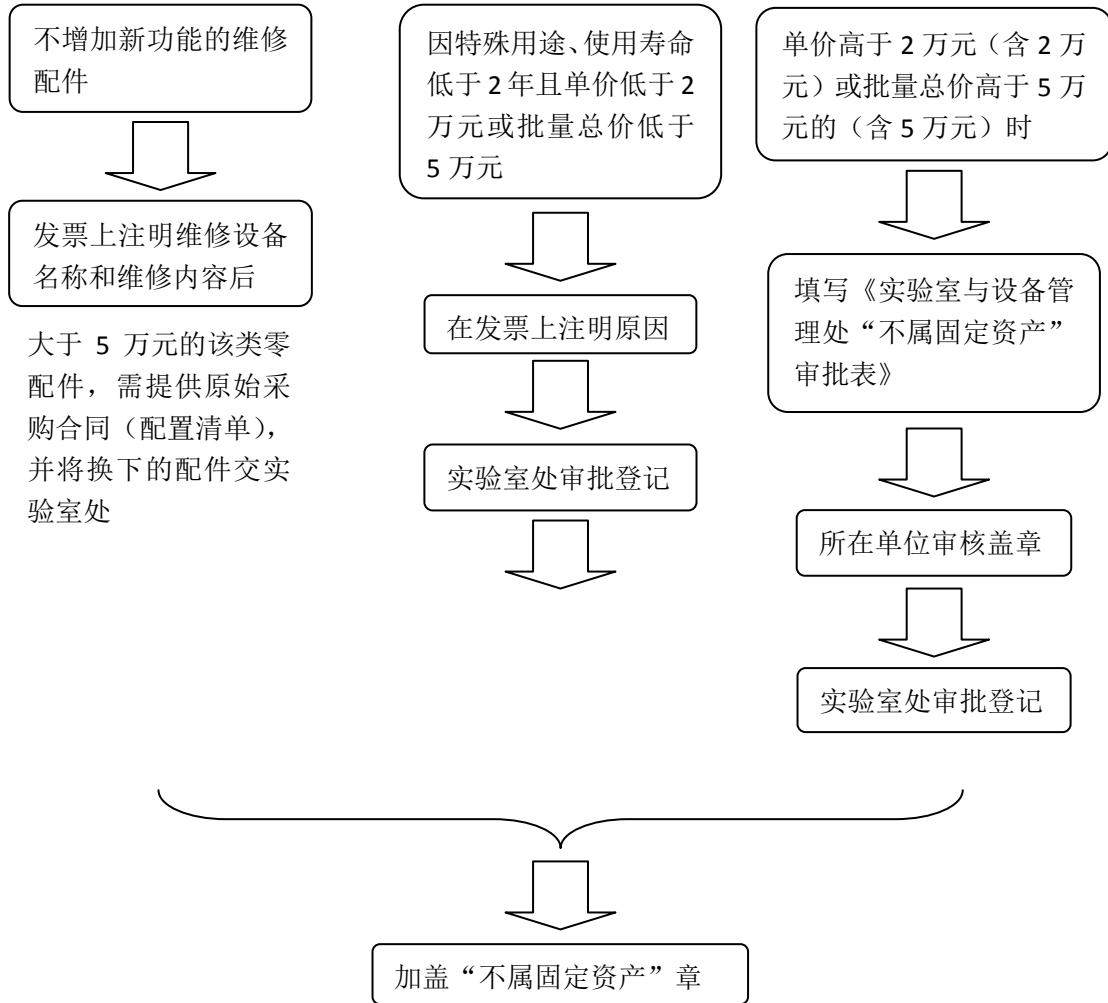 不增加新功能的维修
配件
发票上注明维修设备
名称和维修内容后
大于 5 万元的该类零
配件，需提供原始采
购合同（配置清单），
并将换下的配件交实
验室处
因特殊用途、使用寿命
低于 2 年且单价低于 2
万元或批量总价低于
5 万元
在发票上注明原因
实验室处审批登记
单价高于 2 万元（含 2 万
元）或批量总价高于 5 万
元的（含 5 万元）时
填写《实验室与设备管
理处“不属固定资产”
审批表》
所在单位审核盖章
实验室处审批登记
加盖“不属固定资产”章